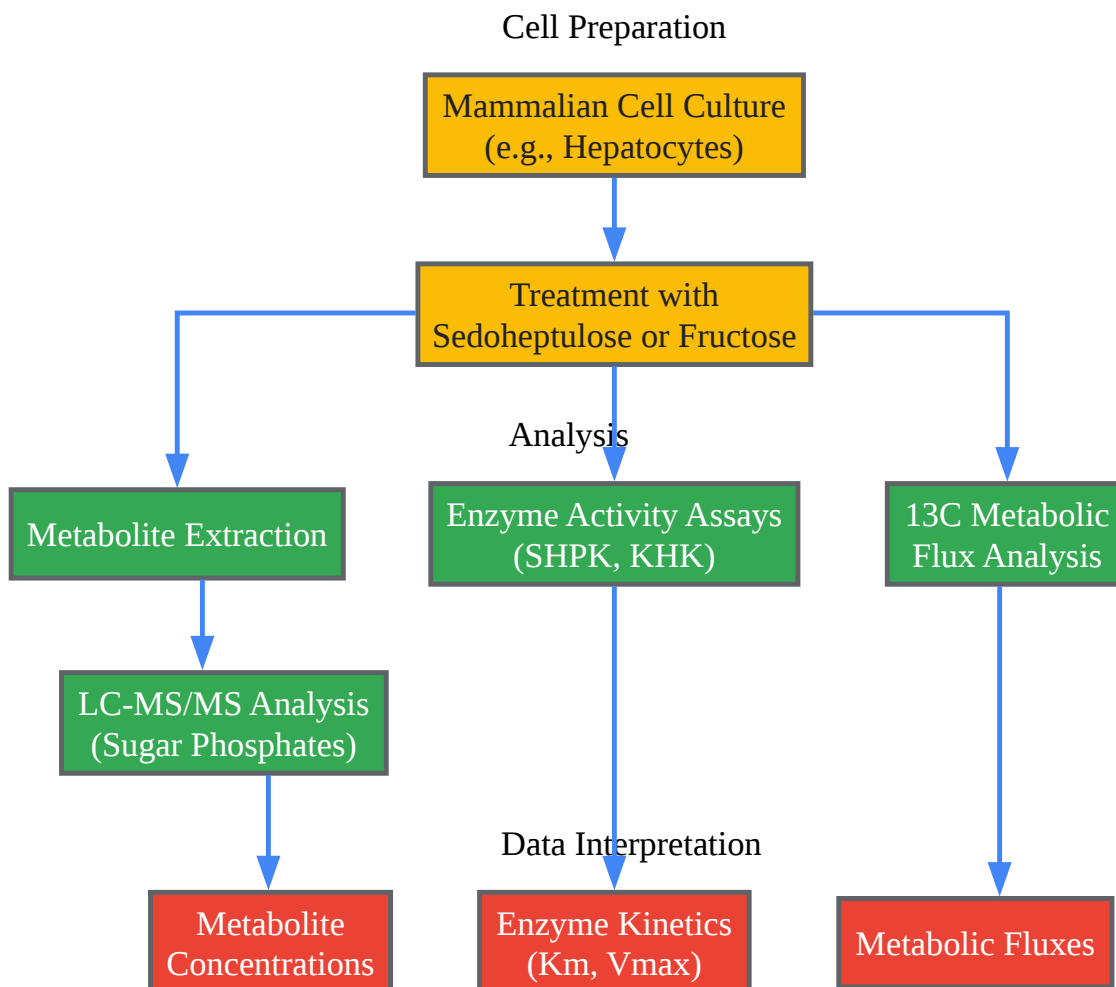 Cell Preparation
Mammalian Cell Culture
(e.g., Hepatocytes)
Treatment with
Sedoheptulose or Fructose
Analysis
Metabolite Extraction
Enzyme Activity Assays
(SHPK, KHK)
13C Metabolic
Flux Analysis
LC-MS/MS Analysis
(Sugar Phosphates)
Data Interpretation
Metabolite
Concentrations
Enzyme Kinetics
(Km, Vmax)
Metabolic Fluxes